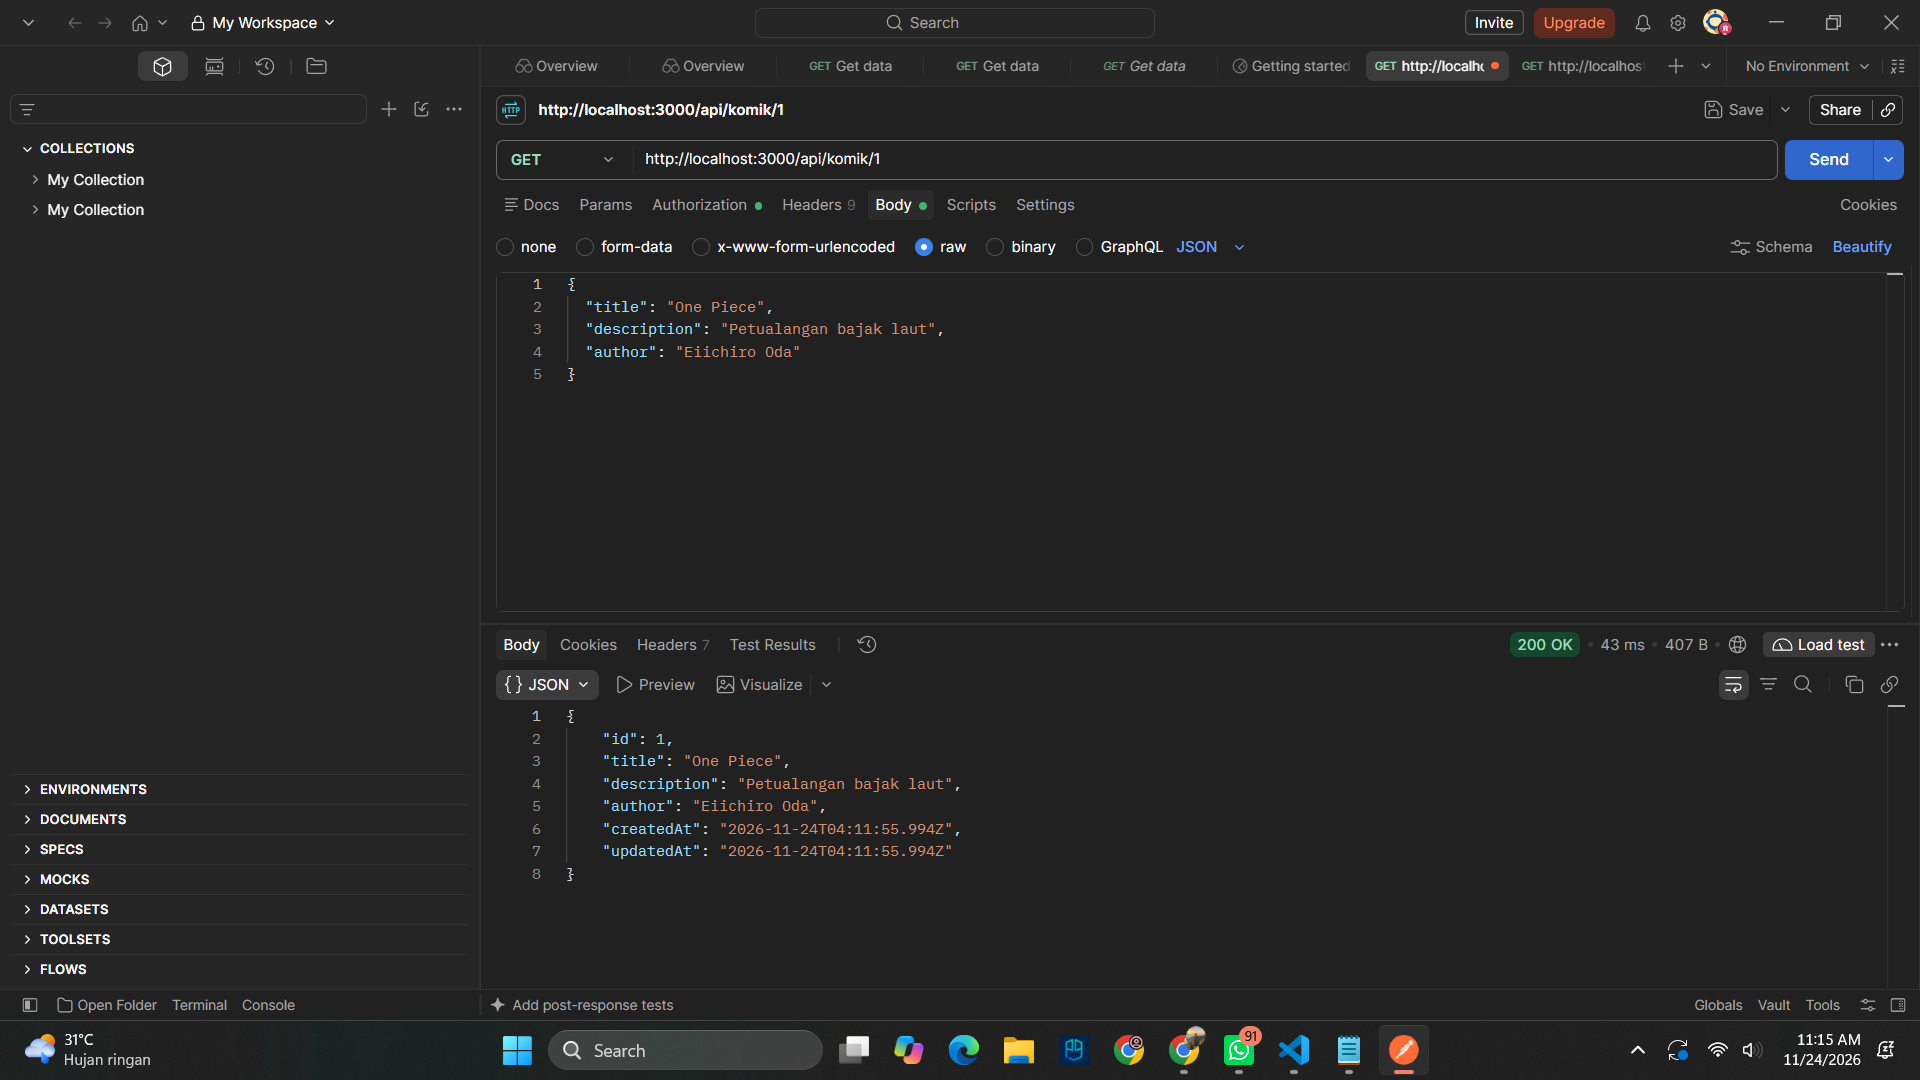 My Workspace
Search
Invite
Upgrade
Overview
Overview
GET Get data
GET Get data
GET Get data
Getting started
GET http://localh
GET http://localhos
No Environment
HTTP
http://localhost:3000/api/komik/1
Save
Share
COLLECTIONS
My Collection
My Collection
GET
http://localhost:3000/api/komik/1
Send
Docs
Params
Authorization
Headers 9
Body
Scripts
Settings
Cookies
none
form-data
x-www-form-urlencoded
raw
binary
GraphQL
JSON
Schema
Beautify
1 {
2 "title": "One Piece",
3 "description": "Petualangan bajak laut",
4 "author": "Eiichiro Oda"
5 }
Body
Cookies
Headers 7
Test Results
200 OK
43 ms
407 B
Load test
{} JSON
Preview
Visualize
1 {
2 "id": 1,
3 "title": "One Piece",
4 "description": "Petualangan bajak laut",
5 "author": "Eiichiro Oda",
6 "createdAt": "2026-11-24T04:11:55.994Z",
7 "updatedAt": "2026-11-24T04:11:55.994Z"
8 }
ENVIRONMENTS
DOCUMENTS
SPECS
MOCKS
DATASETS
TOOLSETS
FLOWS
Open Folder
Terminal
Console
Add post-response tests
Globals
Vault
Tools
31°C
Hujan ringan
Search
91
11:15 AM
11/24/2026